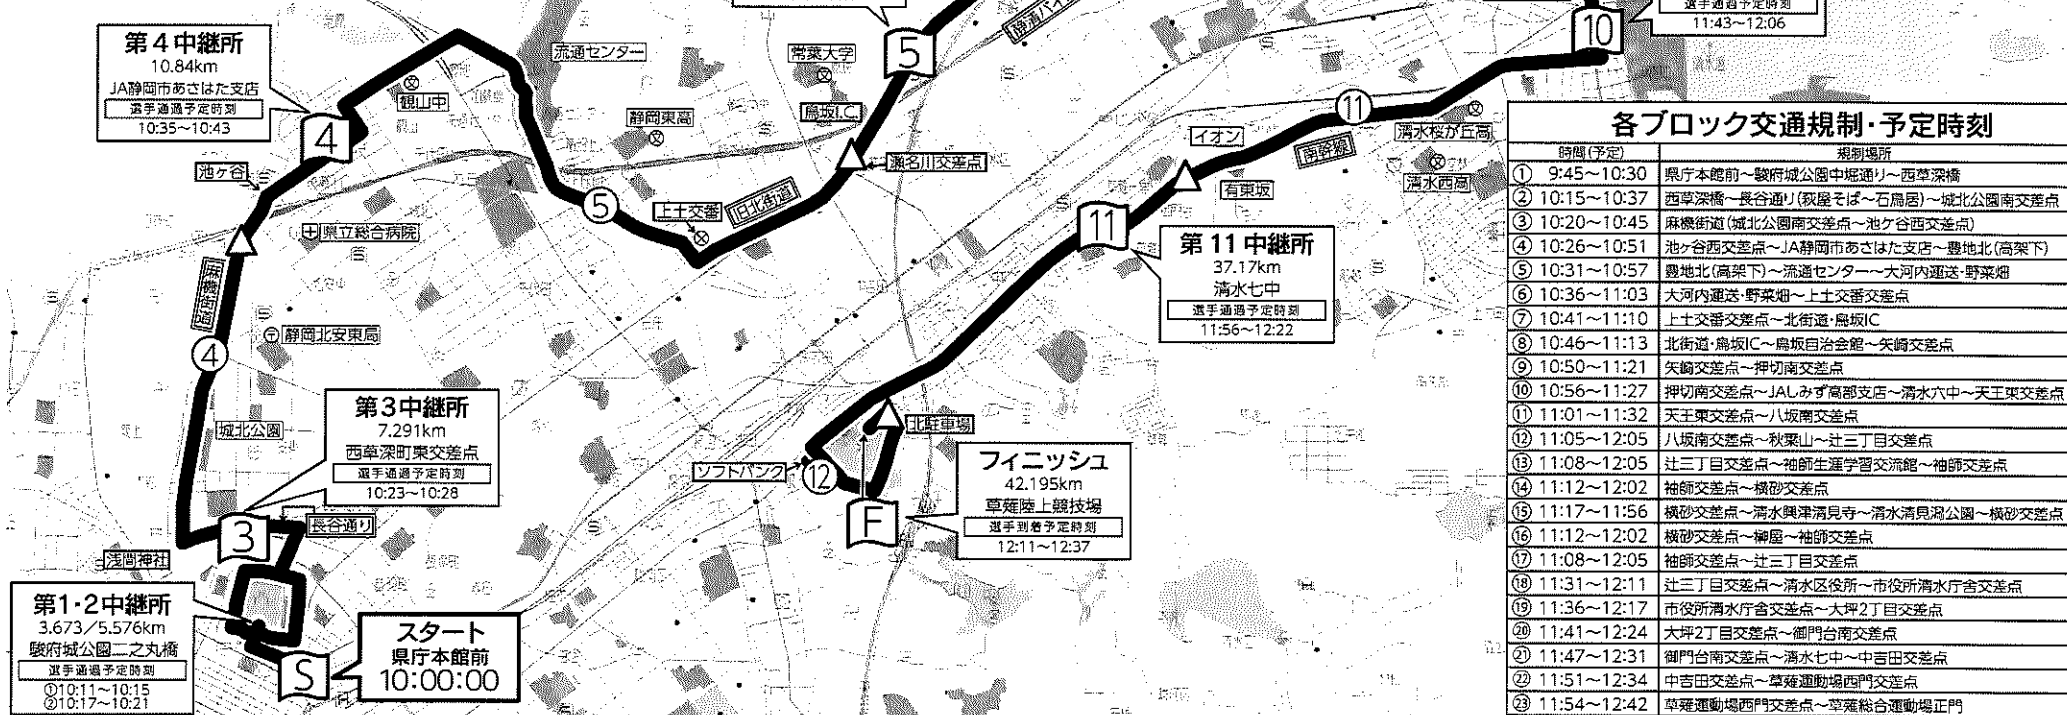 第4中継所
10.84km
JA静岡市あさはた支店
選手通過予定時刻
10:35～10:43
4
観山中
流通センター
静岡東高
常葉大学
鳥坂I.C.
5
静清バイ
瀬名川交差点
上土交番
旧北街道
5
池ヶ谷
県立総合病院
麻機街道
静岡北安東局
4
城北公園
第3中継所
7.291km
西草深町東交差点
選手通過予定時刻
10:23～10:28
3
長谷通り
浅間神社
第1・2中継所
3.673／5.576km
駿府城公園二之丸橋
選手通過予定時刻
①10:11～10:15
②10:17～10:21
S
スタート
県庁本館前
10:00:00
10
選手通過予定時刻
11:43～12:06
11
清水桜が丘高
清水西高
南幹線
イオン
有東坂
11
第11中継所
37.17km
清水七中
選手通過予定時刻
11:56～12:22
北駐車場
ソフトバンク
12
F
フィニッシュ
42.195km
草薙陸上競技場
選手到着予定時刻
12:11～12:37
各ブロック交通規制・予定時刻
時間(予定) 規制場所
① 9:45～10:30 県庁本館前～駿府城公園中堀通り～西草深橋
② 10:15～10:37 西草深橋～長谷通り(萩屋そば～石鳥居)～城北公園南交差点
③ 10:20～10:45 麻機街道(城北公園南交差点～池ケ谷西交差点)
④ 10:26～10:51 池ヶ谷西交差点～JA静岡市あさはた支店～豊地北(高架下)
⑤ 10:31～10:57 豊地北(高架下)～流通センター～大河内運送・野菜畑
⑥ 10:36～11:03 大河内運送・野菜畑～上土交番交差点
⑦ 10:41～11:10 上土交番交差点～北街道・鳥坂IC
⑧ 10:46～11:13 北街道・鳥坂IC～鳥坂自治会館～矢崎交差点
⑨ 10:50～11:21 矢崎交差点～押切南交差点
⑩ 10:56～11:27 押切南交差点～JAしみず高部支店～清水六中～天王東交差点
⑪ 11:01～11:32 天王東交差点～八坂南交差点
⑫ 11:05～12:05 八坂南交差点～秋葉山～辻三丁目交差点
⑬ 11:08～12:05 辻三丁目交差点～袖師生涯学習交流館～袖師交差点
⑭ 11:12～12:02 袖師交差点～横砂交差点
⑮ 11:17～11:56 横砂交差点～清水興津清見寺～清水清見潟公園～横砂交差点
⑯ 11:12～12:02 横砂交差点～榊屋～袖師交差点
⑰ 11:08～12:05 袖師交差点～辻三丁目交差点
⑱ 11:31～12:11 辻三丁目交差点～清水区役所～市役所清水庁舎交差点
⑲ 11:36～12:17 市役所清水庁舎交差点～大坪2丁目交差点
⑳ 11:41～12:24 大坪2丁目交差点～御門台南交差点
㉑ 11:47～12:31 御門台南交差点～清水七中～中吉田交差点
㉒ 11:51～12:34 中吉田交差点～草薙運動場西門交差点
㉓ 11:54～12:42 草薙運動場西門交差点～草薙総合運動場正門